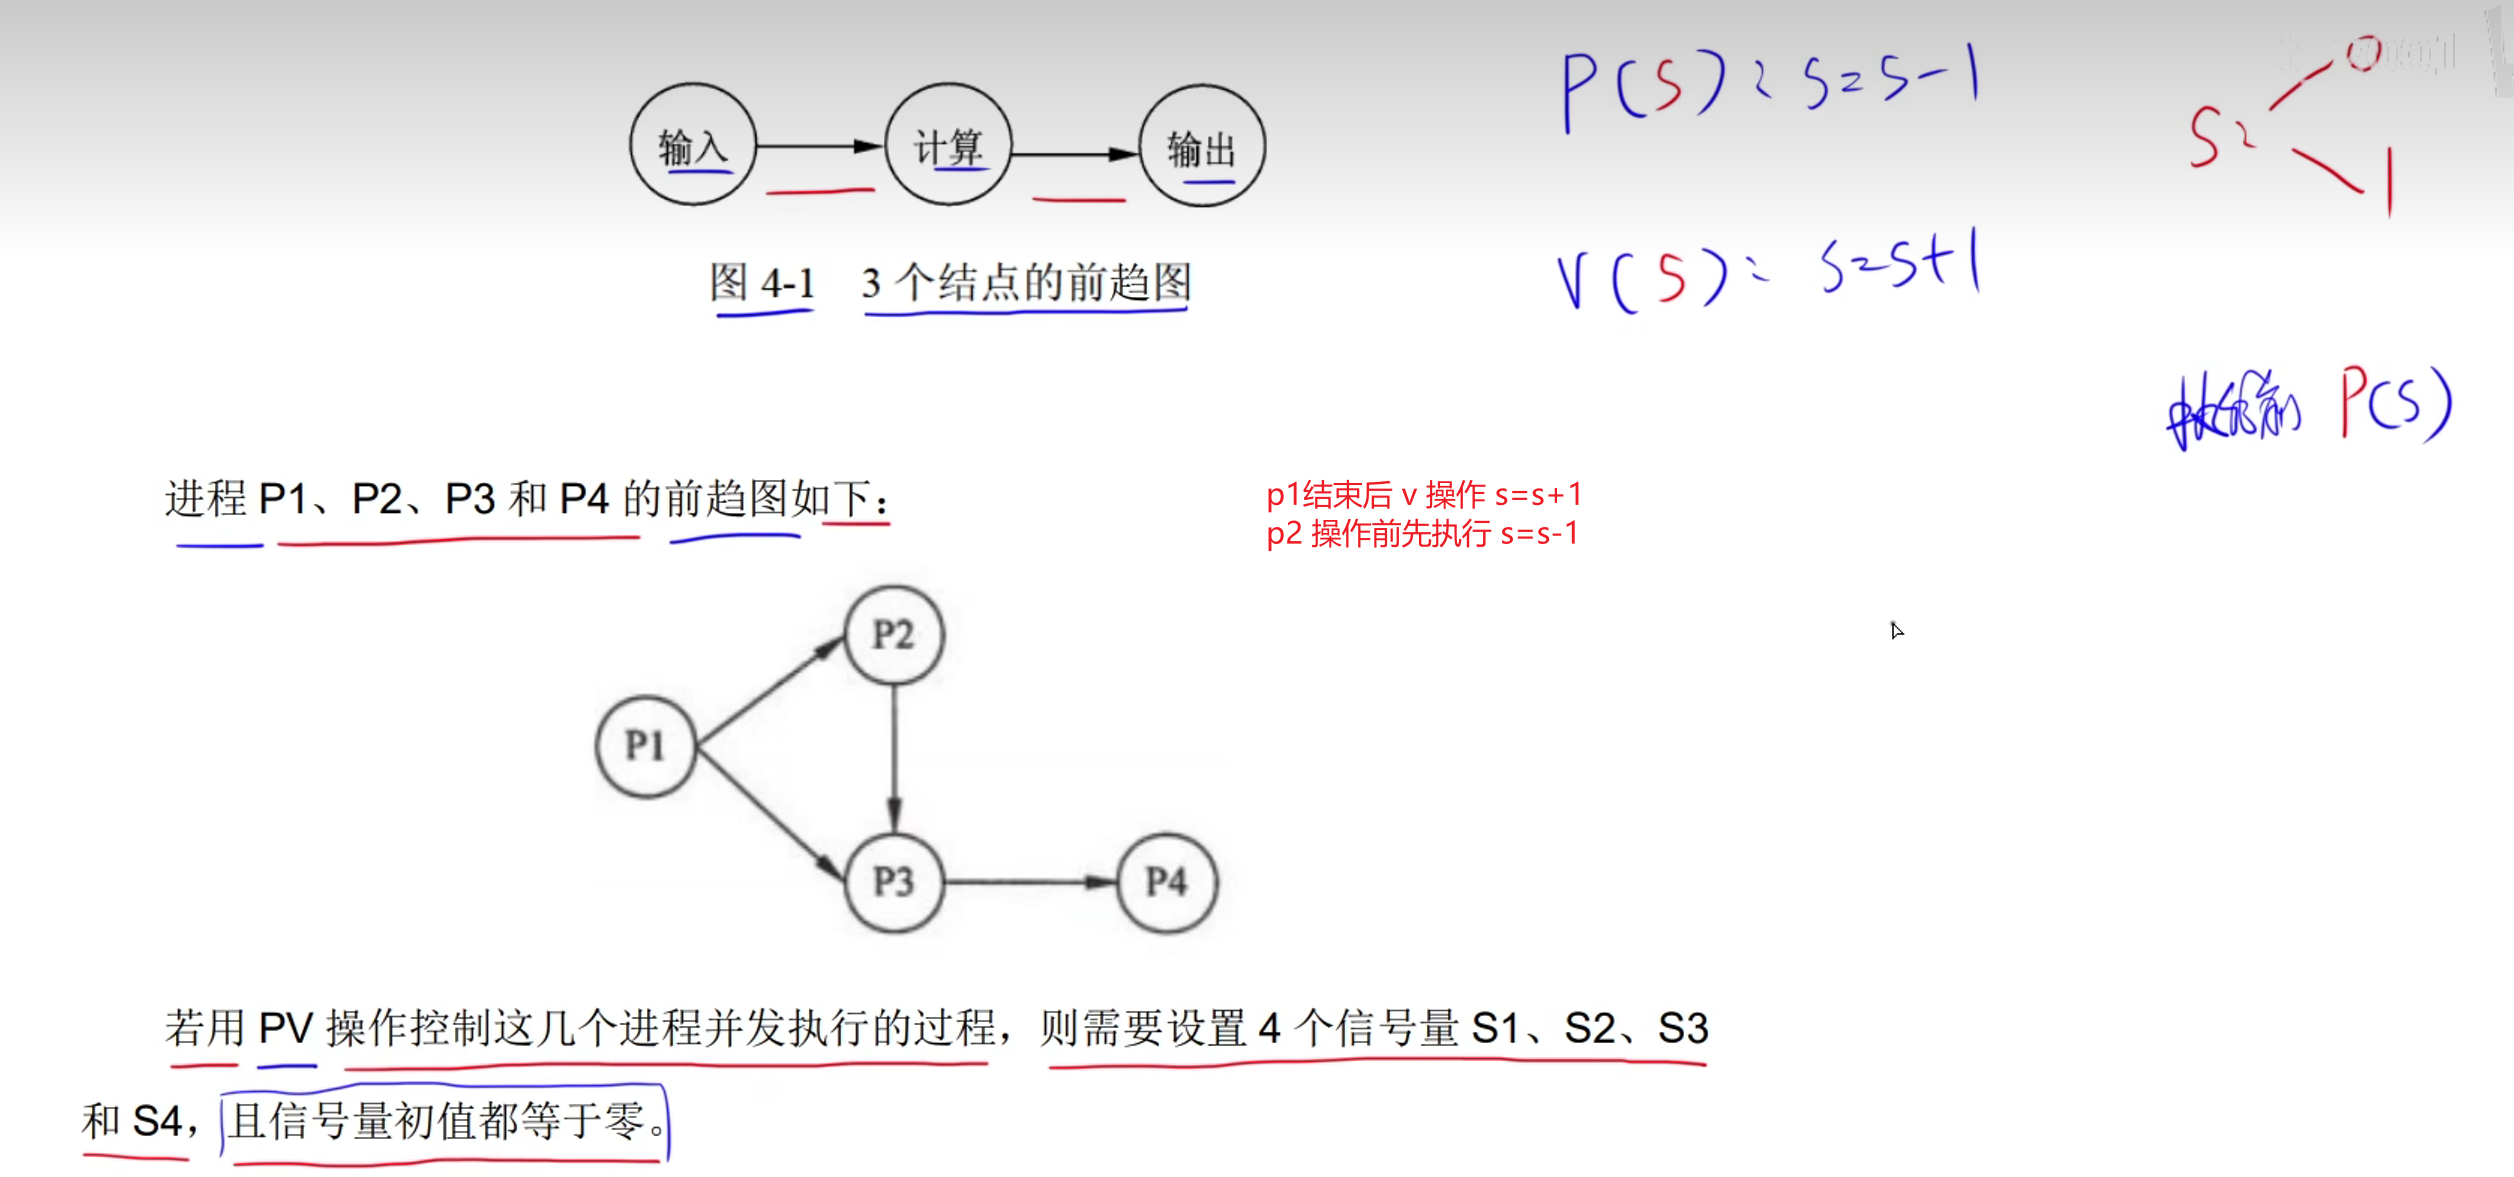 输入 计算 输出
P(S): S=S-1
S: 0 1
图 4-1 3 个结点的前趋图
V(S): S=S+1
P(S)
进程 P1、P2、P3 和 P4 的前趋图如下：
p1结束后 v 操作 s=s+1
p2 操作前先执行 s=s-1
P2
P1
P3 P4
若用 PV 操作控制这几个进程并发执行的过程，则需要设置 4 个信号量 S1、S2、S3
和 S4，且信号量初值都等于零。